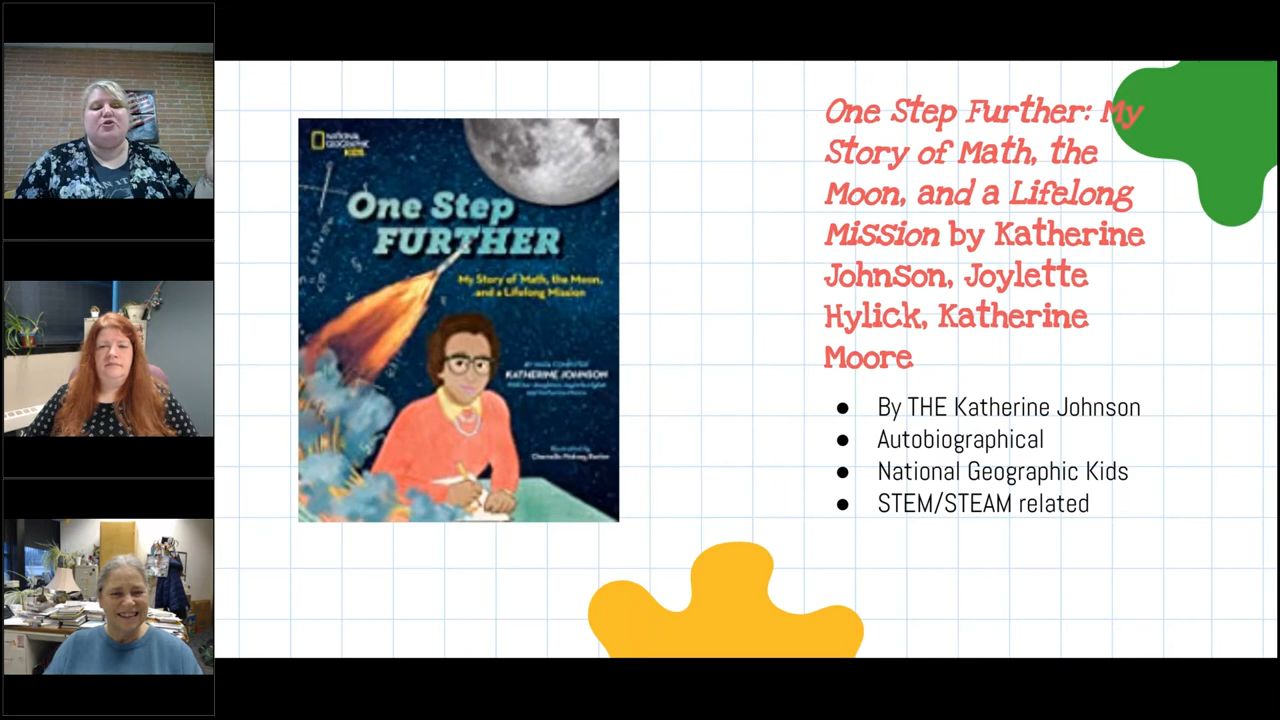 NATIONAL
GEOGRAPHIC
KIDS
One Step
FURTHER
My Story of Math, the Moon,
and a Lifelong Mission
KATHERINE JOHNSON
One Step Further: My
Story of Math, the
Moon, and a Lifelong
Mission by Katherine
Johnson, Joylette
Hylick, Katherine
Moore
● By THE Katherine Johnson
● Autobiographical
● National Geographic Kids
● STEM/STEAM related